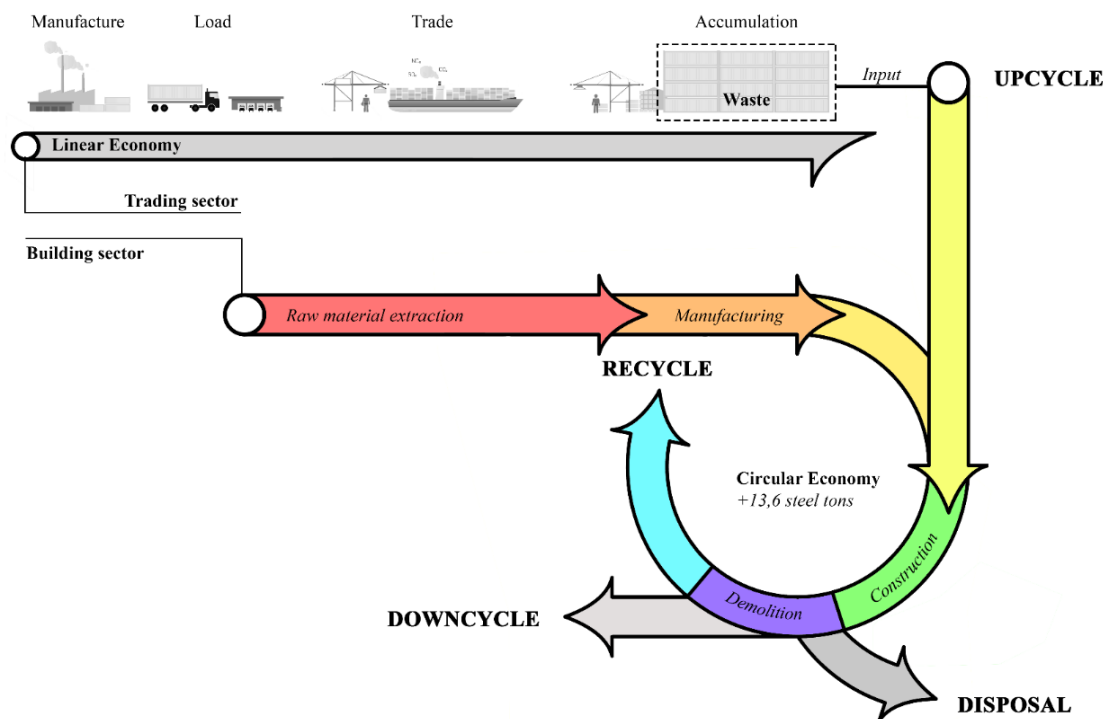 Manufacture
Load
Trade
Accumulation
Waste
Input
UPCYCLE
Linear Economy
Trading sector
Building sector
Raw material extraction
Manufacturing
RECYCLE
Circular Economy
+13,6 steel tons
Construction
Demolition
DOWNCYCLE
DISPOSAL